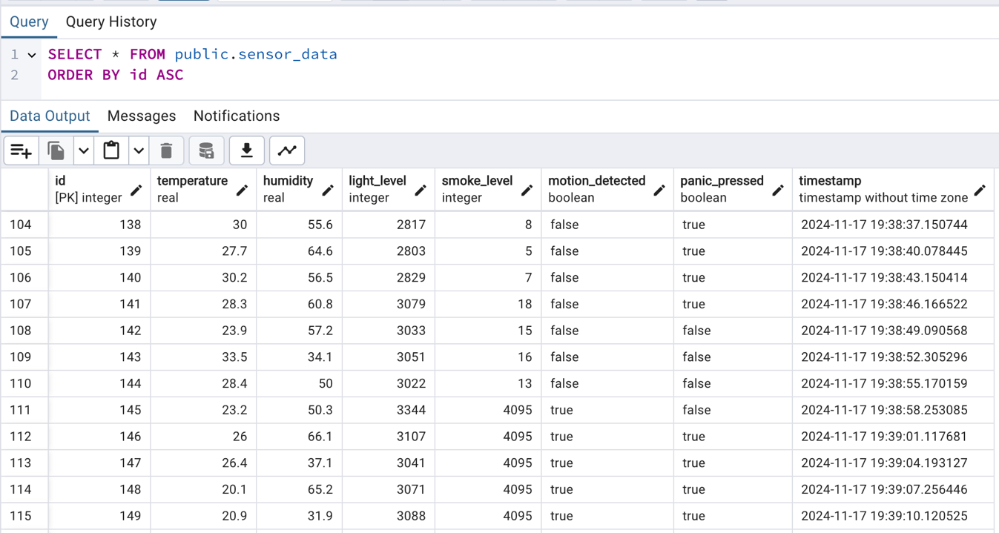 Query Query History
1 SELECT * FROM public.sensor_data
2 ORDER BY id ASC
Data Output Messages Notifications
id temperature humidity light_level smoke_level motion_detected panic_pressed timestamp
[PK] integer real real integer integer boolean boolean timestamp without time zone
104 138 30 55.6 2817 8 false true 2024-11-17 19:38:37.150744
105 139 27.7 64.6 2803 5 false true 2024-11-17 19:38:40.078445
106 140 30.2 56.5 2829 7 false true 2024-11-17 19:38:43.150414
107 141 28.3 60.8 3079 18 false true 2024-11-17 19:38:46.166522
108 142 23.9 57.2 3033 15 false false 2024-11-17 19:38:49.090568
109 143 33.5 34.1 3051 16 false false 2024-11-17 19:38:52.305296
110 144 28.4 50 3022 13 false false 2024-11-17 19:38:55.170159
111 145 23.2 50.3 3344 4095 true false 2024-11-17 19:38:58.253085
112 146 26 66.1 3107 4095 true true 2024-11-17 19:39:01.117681
113 147 26.4 37.1 3041 4095 true true 2024-11-17 19:39:04.193127
114 148 20.1 65.2 3071 4095 true true 2024-11-17 19:39:07.256446
115 149 20.9 31.9 3088 4095 true true 2024-11-17 19:39:10.120525